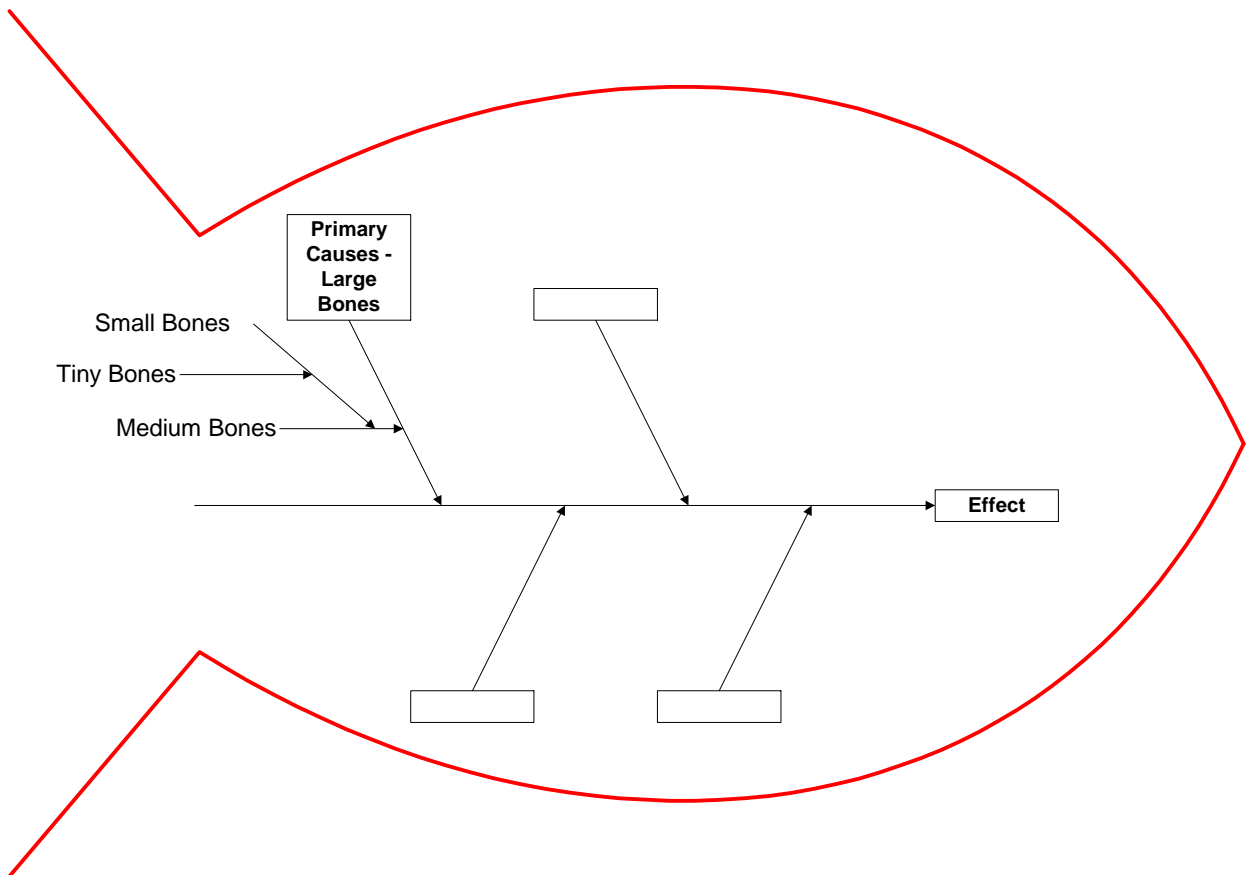 Primary
Causes -
Large
Bones
Small Bones
Tiny Bones
Medium Bones
Effect